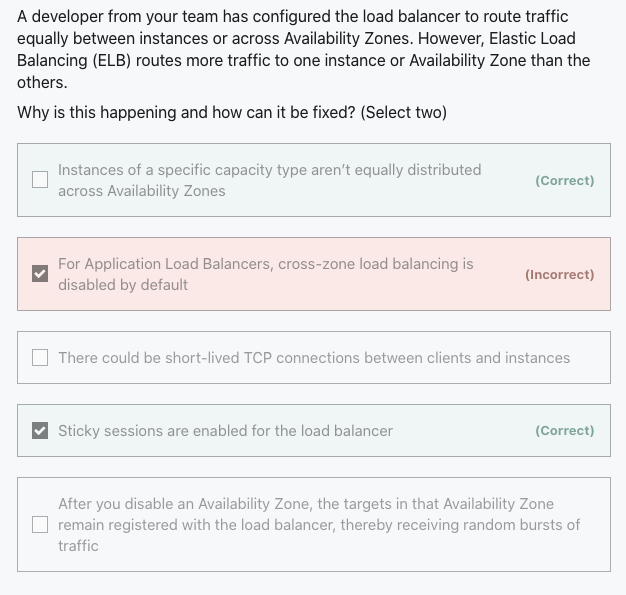 A developer from your team has configured the load balancer to route traffic
equally between instances or across Availability Zones. However, Elastic Load
Balancing (ELB) routes more traffic to one instance or Availability Zone than the
others.
Why is this happening and how can it be fixed? (Select two)
Instances of a specific capacity type aren’t equally distributed
across Availability Zones
(Correct)
For Application Load Balancers, cross-zone load balancing is
disabled by default
(Incorrect)
There could be short-lived TCP connections between clients and instances
Sticky sessions are enabled for the load balancer
(Correct)
After you disable an Availability Zone, the targets in that Availability Zone
remain registered with the load balancer, thereby receiving random bursts of
traffic